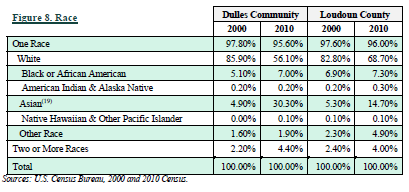 Figure 8. Race
Dulles Community Loudoun County
2000 2010 2000 2010
One Race 97.80% 95.60% 97.60% 96.00%
White 85.90% 56.10% 82.80% 68.70%
Black or African American 5.10% 7.00% 6.90% 7.30%
American Indian & Alaska Native 0.20% 0.20% 0.20% 0.30%
Asian(19) 4.90% 30.30% 5.30% 14.70%
Native Hawaiian & Other Pacific Islander 0.00% 0.10% 0.10% 0.10%
Other Race 1.60% 1.90% 2.30% 4.90%
Two or More Races 2.20% 4.40% 2.40% 4.00%
Total 100.00% 100.00% 100.00% 100.00%
Sources: U.S. Census Bureau, 2000 and 2010 Census.